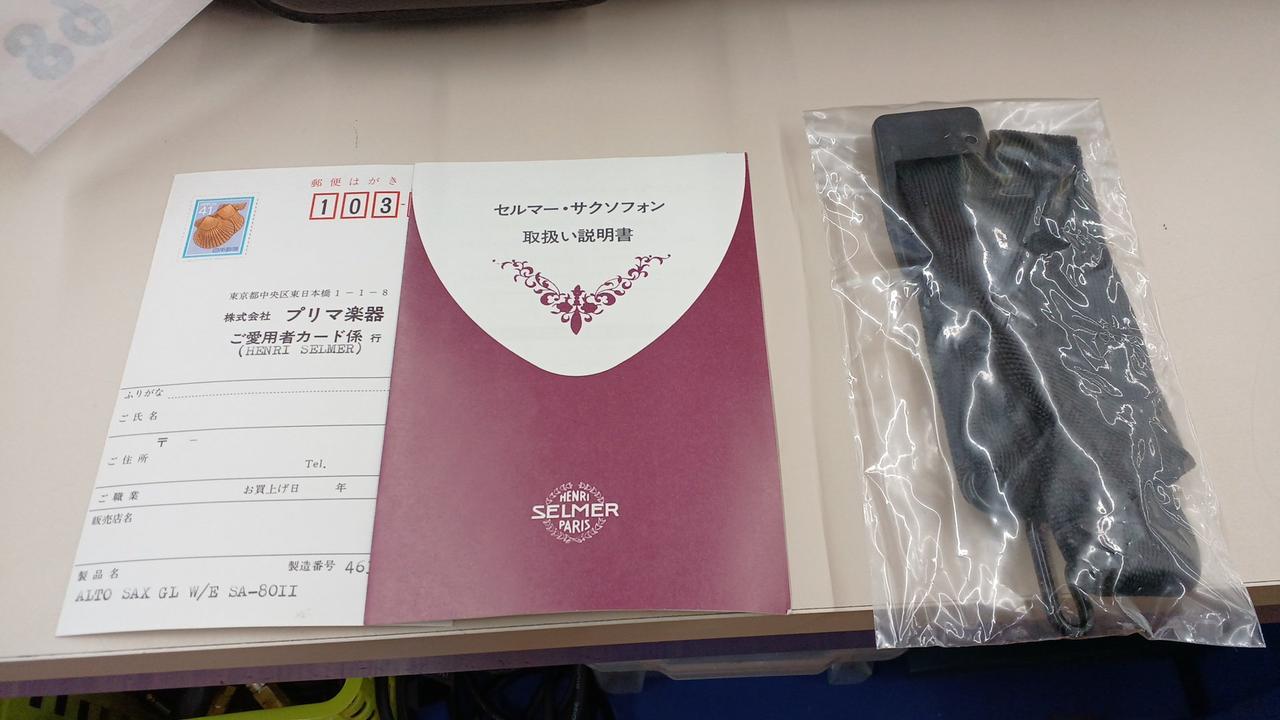 郵便はがき
103
41
日本郵便
東京都中央区東日本橋1-1-8
株式会社 プリマ楽器
ご愛用者カード係 行
(HENRI SELMER)
ふりがな
ご氏名
〒 -
ご住所
Tel.
ご職業 お買上げ日 年
販売店名
製品名 製造番号 46
ALTO SAX GL W/E SA-80II
セルマー・サクソフォン
取扱い説明書
HENRI
SELMER
PARIS